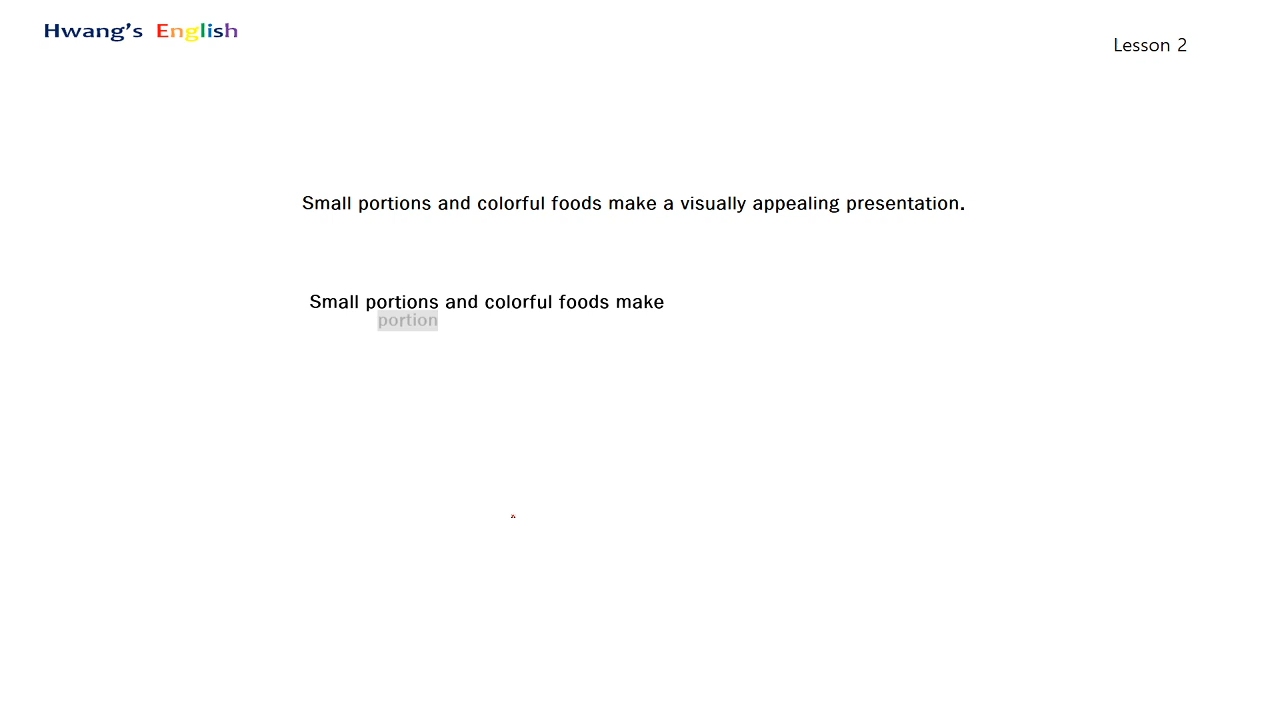 Hwang's English
Lesson 2
Small portions and colorful foods make a visually appealing presentation.
Small portions and colorful foods make
portion